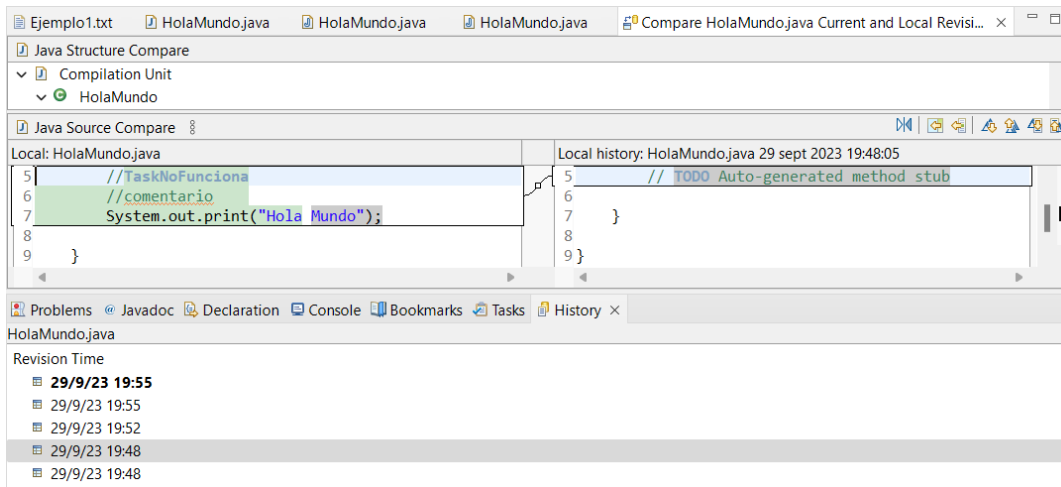 Ejemplo1.txt HolaMundo.java HolaMundo.java HolaMundo.java Compare HolaMundo.java Current and Local Revisi...
Java Structure Compare
Compilation Unit
HolaMundo
Java Source Compare
Local: HolaMundo.java Local history: HolaMundo.java 29 sept 2023 19:48:05
5 //TaskNoFunciona
6 //comentario
7 System.out.print("Hola Mundo");
8
9 }
5 // TODO Auto-generated method stub
6
7 }
8
9 }
Problems @ Javadoc Declaration Console Bookmarks Tasks History
HolaMundo.java
Revision Time
29/9/23 19:55
29/9/23 19:55
29/9/23 19:52
29/9/23 19:48
29/9/23 19:48